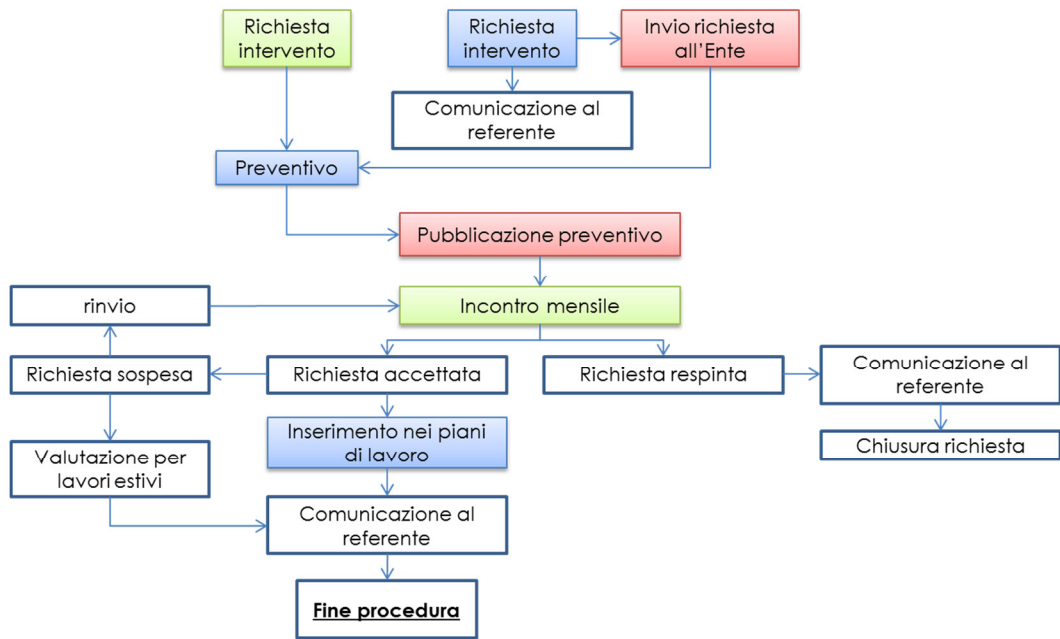 Richiesta
intervento
Richiesta
intervento
Invio richiesta
all'Ente
Comunicazione al
referente
Preventivo
Pubblicazione preventivo
rinvio
Incontro mensile
Richiesta sospesa
Richiesta accettata
Richiesta respinta
Comunicazione al
referente
Inserimento nei piani
di lavoro
Chiusura richiesta
Valutazione per
lavori estivi
Comunicazione al
referente
Fine procedura